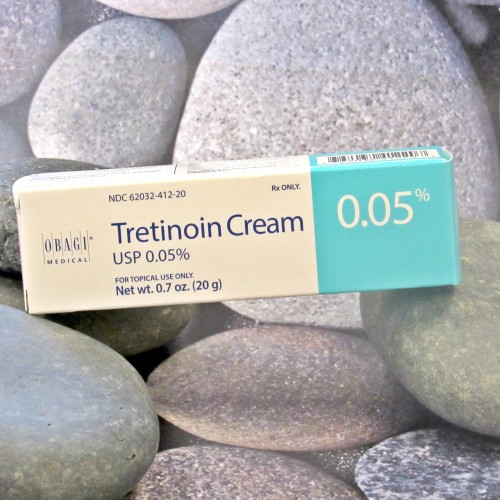 NDC 62032-412-20
Rx ONLY.
OBAGI®
MEDICAL
Tretinoin Cream
USP 0.05%
FOR TOPICAL USE ONLY.
Net wt. 0.7 oz. (20 g)
0.05%